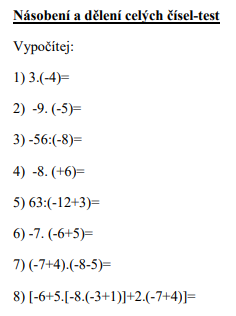 Násobení a dělení celých čísel-test
Vypočítej:
1) 3.(-4)=
2) -9. (-5)=
3) -56:(-8)=
4) -8. (+6)=
5) 63:(-12+3)=
6) -7. (-6+5)=
7) (-7+4).(-8-5)=
8) [-6+5.[-8.(-3+1)]+2.(-7+4)]=